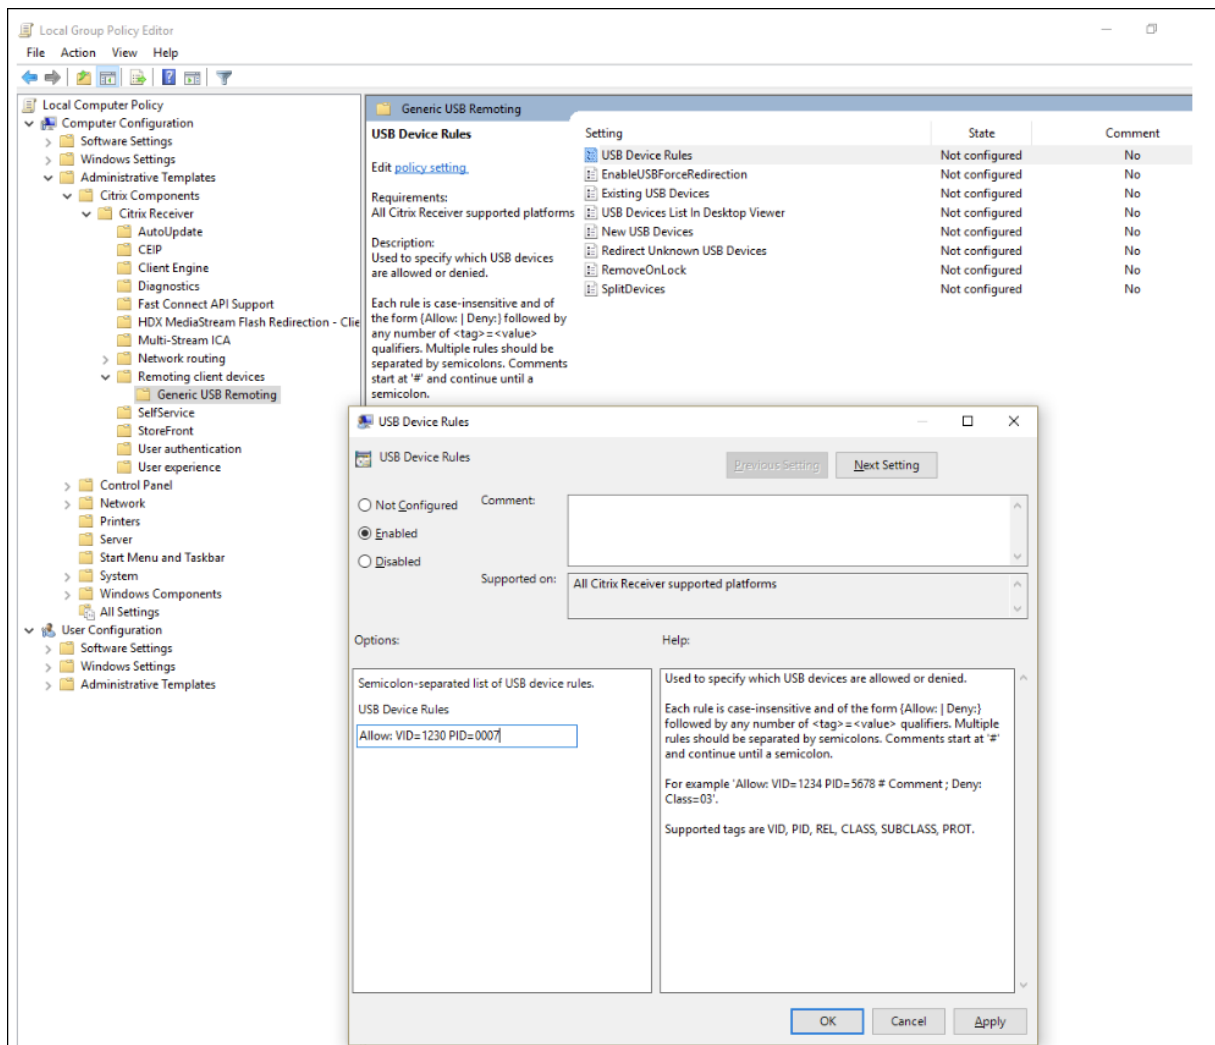 Local Group Policy Editor
File Action View Help
Local Computer Policy
Computer Configuration
Software Settings
Windows Settings
Administrative Templates
Citrix Components
Citrix Receiver
AutoUpdate
CEIP
Client Engine
Diagnostics
Fast Connect API Support
HDX MediaStream Flash Redirection - Clie
Multi-Stream ICA
Network routing
Remoting client devices
Generic USB Remoting
SelfService
StoreFront
User authentication
User experience
Control Panel
Network
Printers
Server
Start Menu and Taskbar
System
Windows Components
All Settings
User Configuration
Software Settings
Windows Settings
Administrative Templates
Generic USB Remoting
USB Device Rules
Edit policy setting
Requirements:
All Citrix Receiver supported platforms
Description:
Used to specify which USB devices
are allowed or denied.
Each rule is case-insensitive and of
the form {Allow: | Deny:} followed by
any number of <tag>=<value>
qualifiers. Multiple rules should be
separated by semicolons. Comments
start at '#' and continue until a
semicolon.
Setting State Comment
USB Device Rules Not configured No
EnableUSBForceRedirection Not configured No
Existing USB Devices Not configured No
USB Devices List In Desktop Viewer Not configured No
New USB Devices Not configured No
Redirect Unknown USB Devices Not configured No
RemoveOnLock Not configured No
SplitDevices Not configured No
USB Device Rules
USB Device Rules
Previous Setting Next Setting
Not Configured
Enabled
Disabled
Comment:
Supported on: All Citrix Receiver supported platforms
Options:
Help:
Semicolon-separated list of USB device rules.
USB Device Rules
Allow: VID=1230 PID=0007
Used to specify which USB devices are allowed or denied.
Each rule is case-insensitive and of the form {Allow: | Deny:}
followed by any number of <tag>=<value> qualifiers. Multiple
rules should be separated by semicolons. Comments start at '#'
and continue until a semicolon.
For example 'Allow: VID=1234 PID=5678 # Comment ; Deny:
Class=03'.
Supported tags are VID, PID, REL, CLASS, SUBCLASS, PROT.
OK Cancel Apply